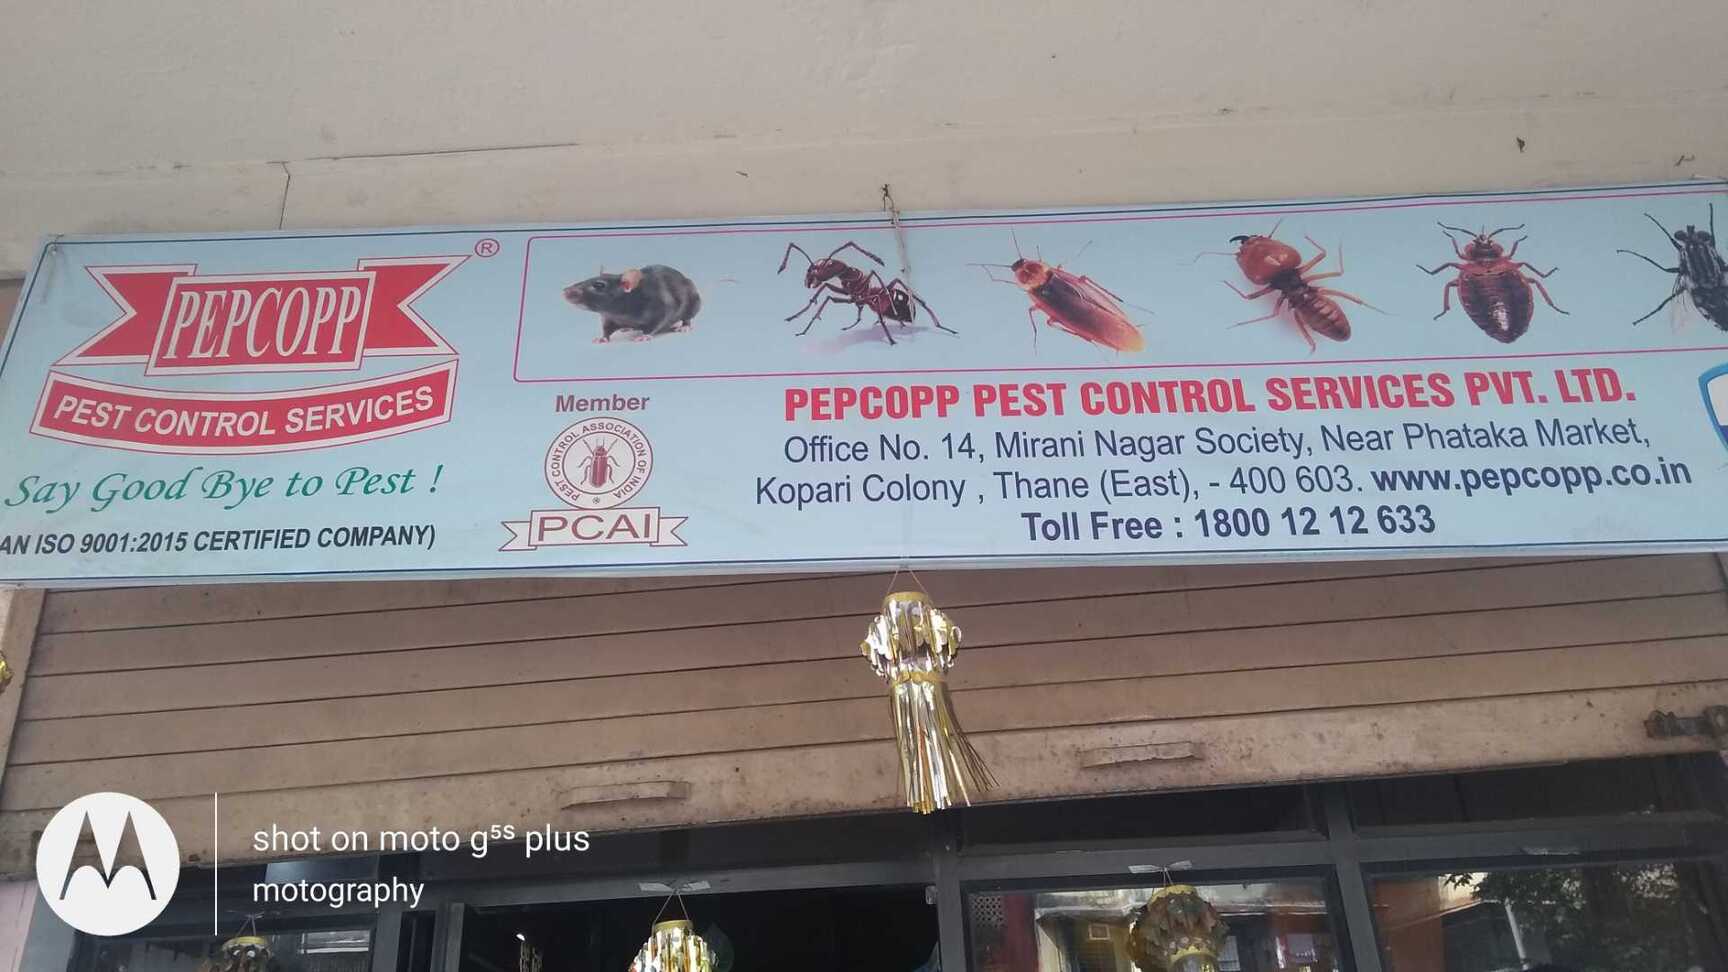 PEPCOPP ®
PEST CONTROL SERVICES
Say Good Bye to Pest !
AN ISO 9001:2015 CERTIFIED COMPANY)
Member
PEST CONTROL ASSOCIATION OF INDIA
PCAI
PEPCOPP PEST CONTROL SERVICES PVT. LTD.
Office No. 14, Mirani Nagar Society, Near Phataka Market,
Kopari Colony , Thane (East), - 400 603. www.pepcopp.co.in
Toll Free : 1800 12 12 633
shot on moto g⁵ˢ plus
motography